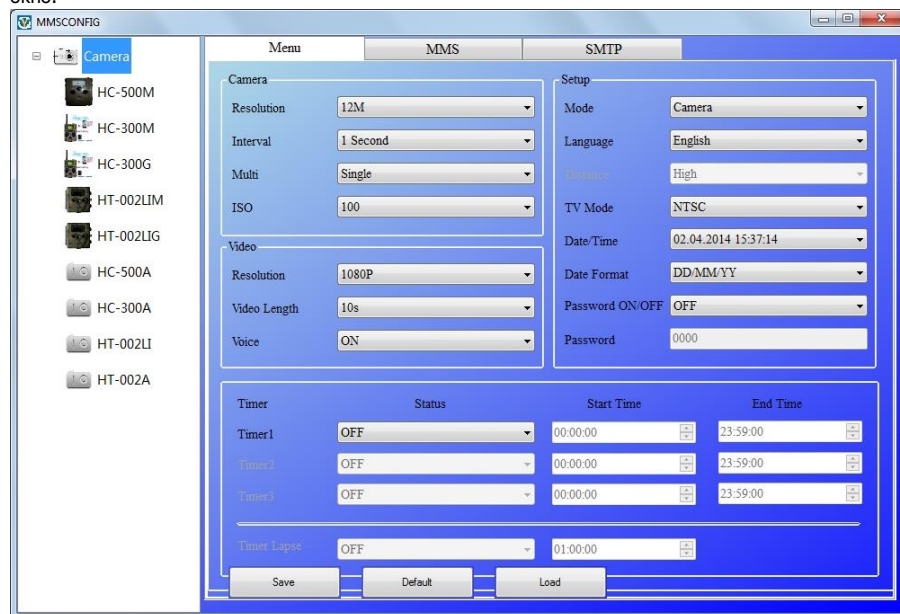 окно:
MMSCONFIG
Camera
HC-500M
HC-300M
HC-300G
HT-002LIM
HT-002LIG
HC-500A
HC-300A
HT-002LI
HT-002A
Menu MMS SMTP
Camera
Resolution 12M
Interval 1 Second
Multi Single
ISO 100
Video
Resolution 1080P
Video Length 10s
Voice ON
Setup
Mode Camera
Language English
Distance High
TV Mode NTSC
Date/Time 02.04.2014 15:37:14
Date Format DD/MM/YY
Password ON/OFF OFF
Password 0000
Timer Status Start Time End Time
Timer1 OFF 00:00:00 23:59:00
Timer2 OFF 00:00:00 23:59:00
Timer3 OFF 00:00:00 23:59:00
Timer Lapse OFF 01:00:00
Save Default Load